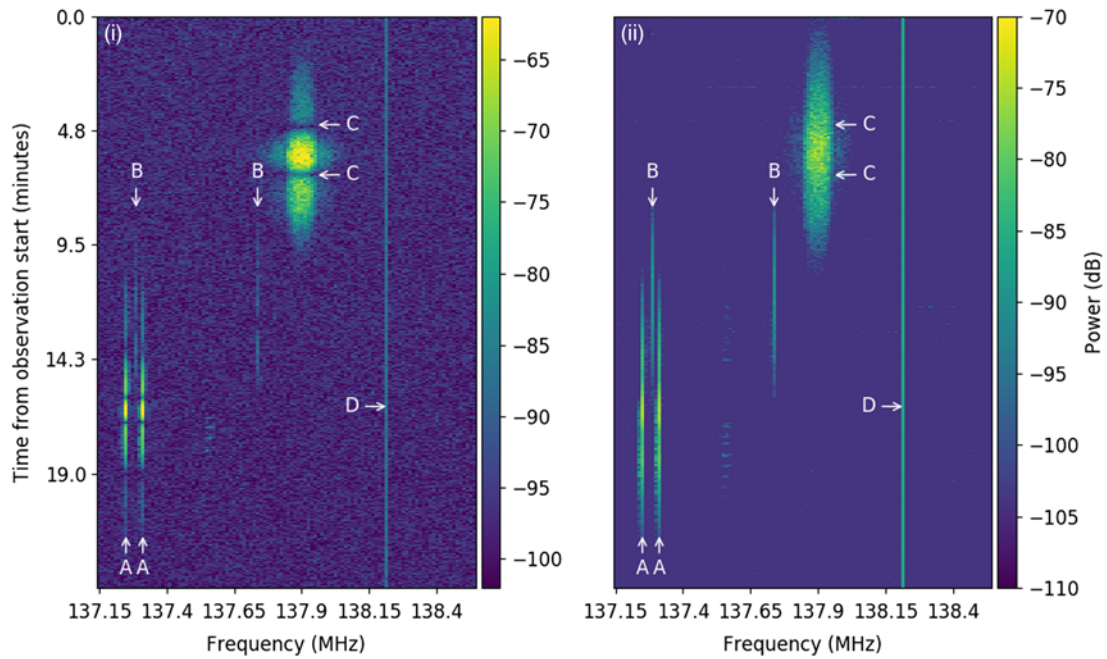 (i)
0.0
4.8
9.5
14.3
19.0
Time from observation start (minutes)
B
B
C
C
D
A
A
137.15
137.4
137.65
137.9
138.15
138.4
Frequency (MHz)
−65
−70
−75
−80
−85
−90
−95
−100
(ii)
B
B
C
C
D
A
A
137.15
137.4
137.65
137.9
138.15
138.4
Frequency (MHz)
−70
−75
−80
−85
−90
−95
−100
−105
−110
Power (dB)